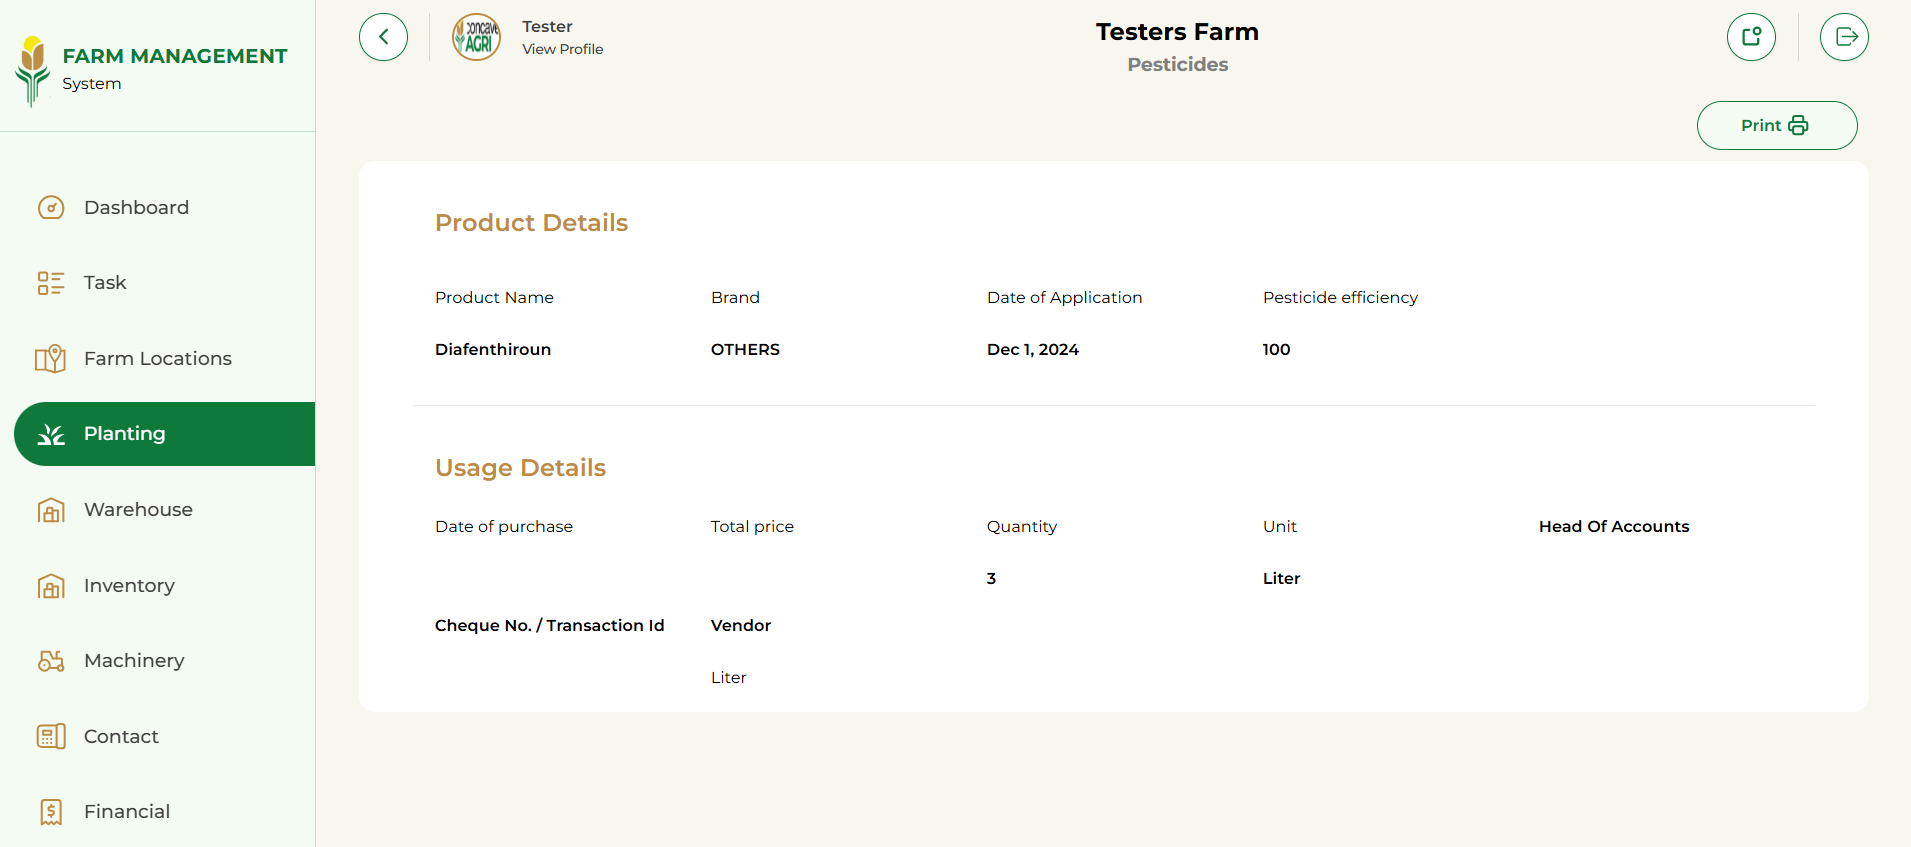 FARM MANAGEMENT
System
Dashboard
Task
Farm Locations
Planting
Warehouse
Inventory
Machinery
Contact
Financial
concave
AGRI
Tester
View Profile
Testers Farm
Pesticides
Print
Product Details
Product Name Brand Date of Application Pesticide efficiency
Diafenthiroun OTHERS Dec 1, 2024 100
Usage Details
Date of purchase Total price Quantity Unit Head Of Accounts
3 Liter
Cheque No. / Transaction Id Vendor
Liter